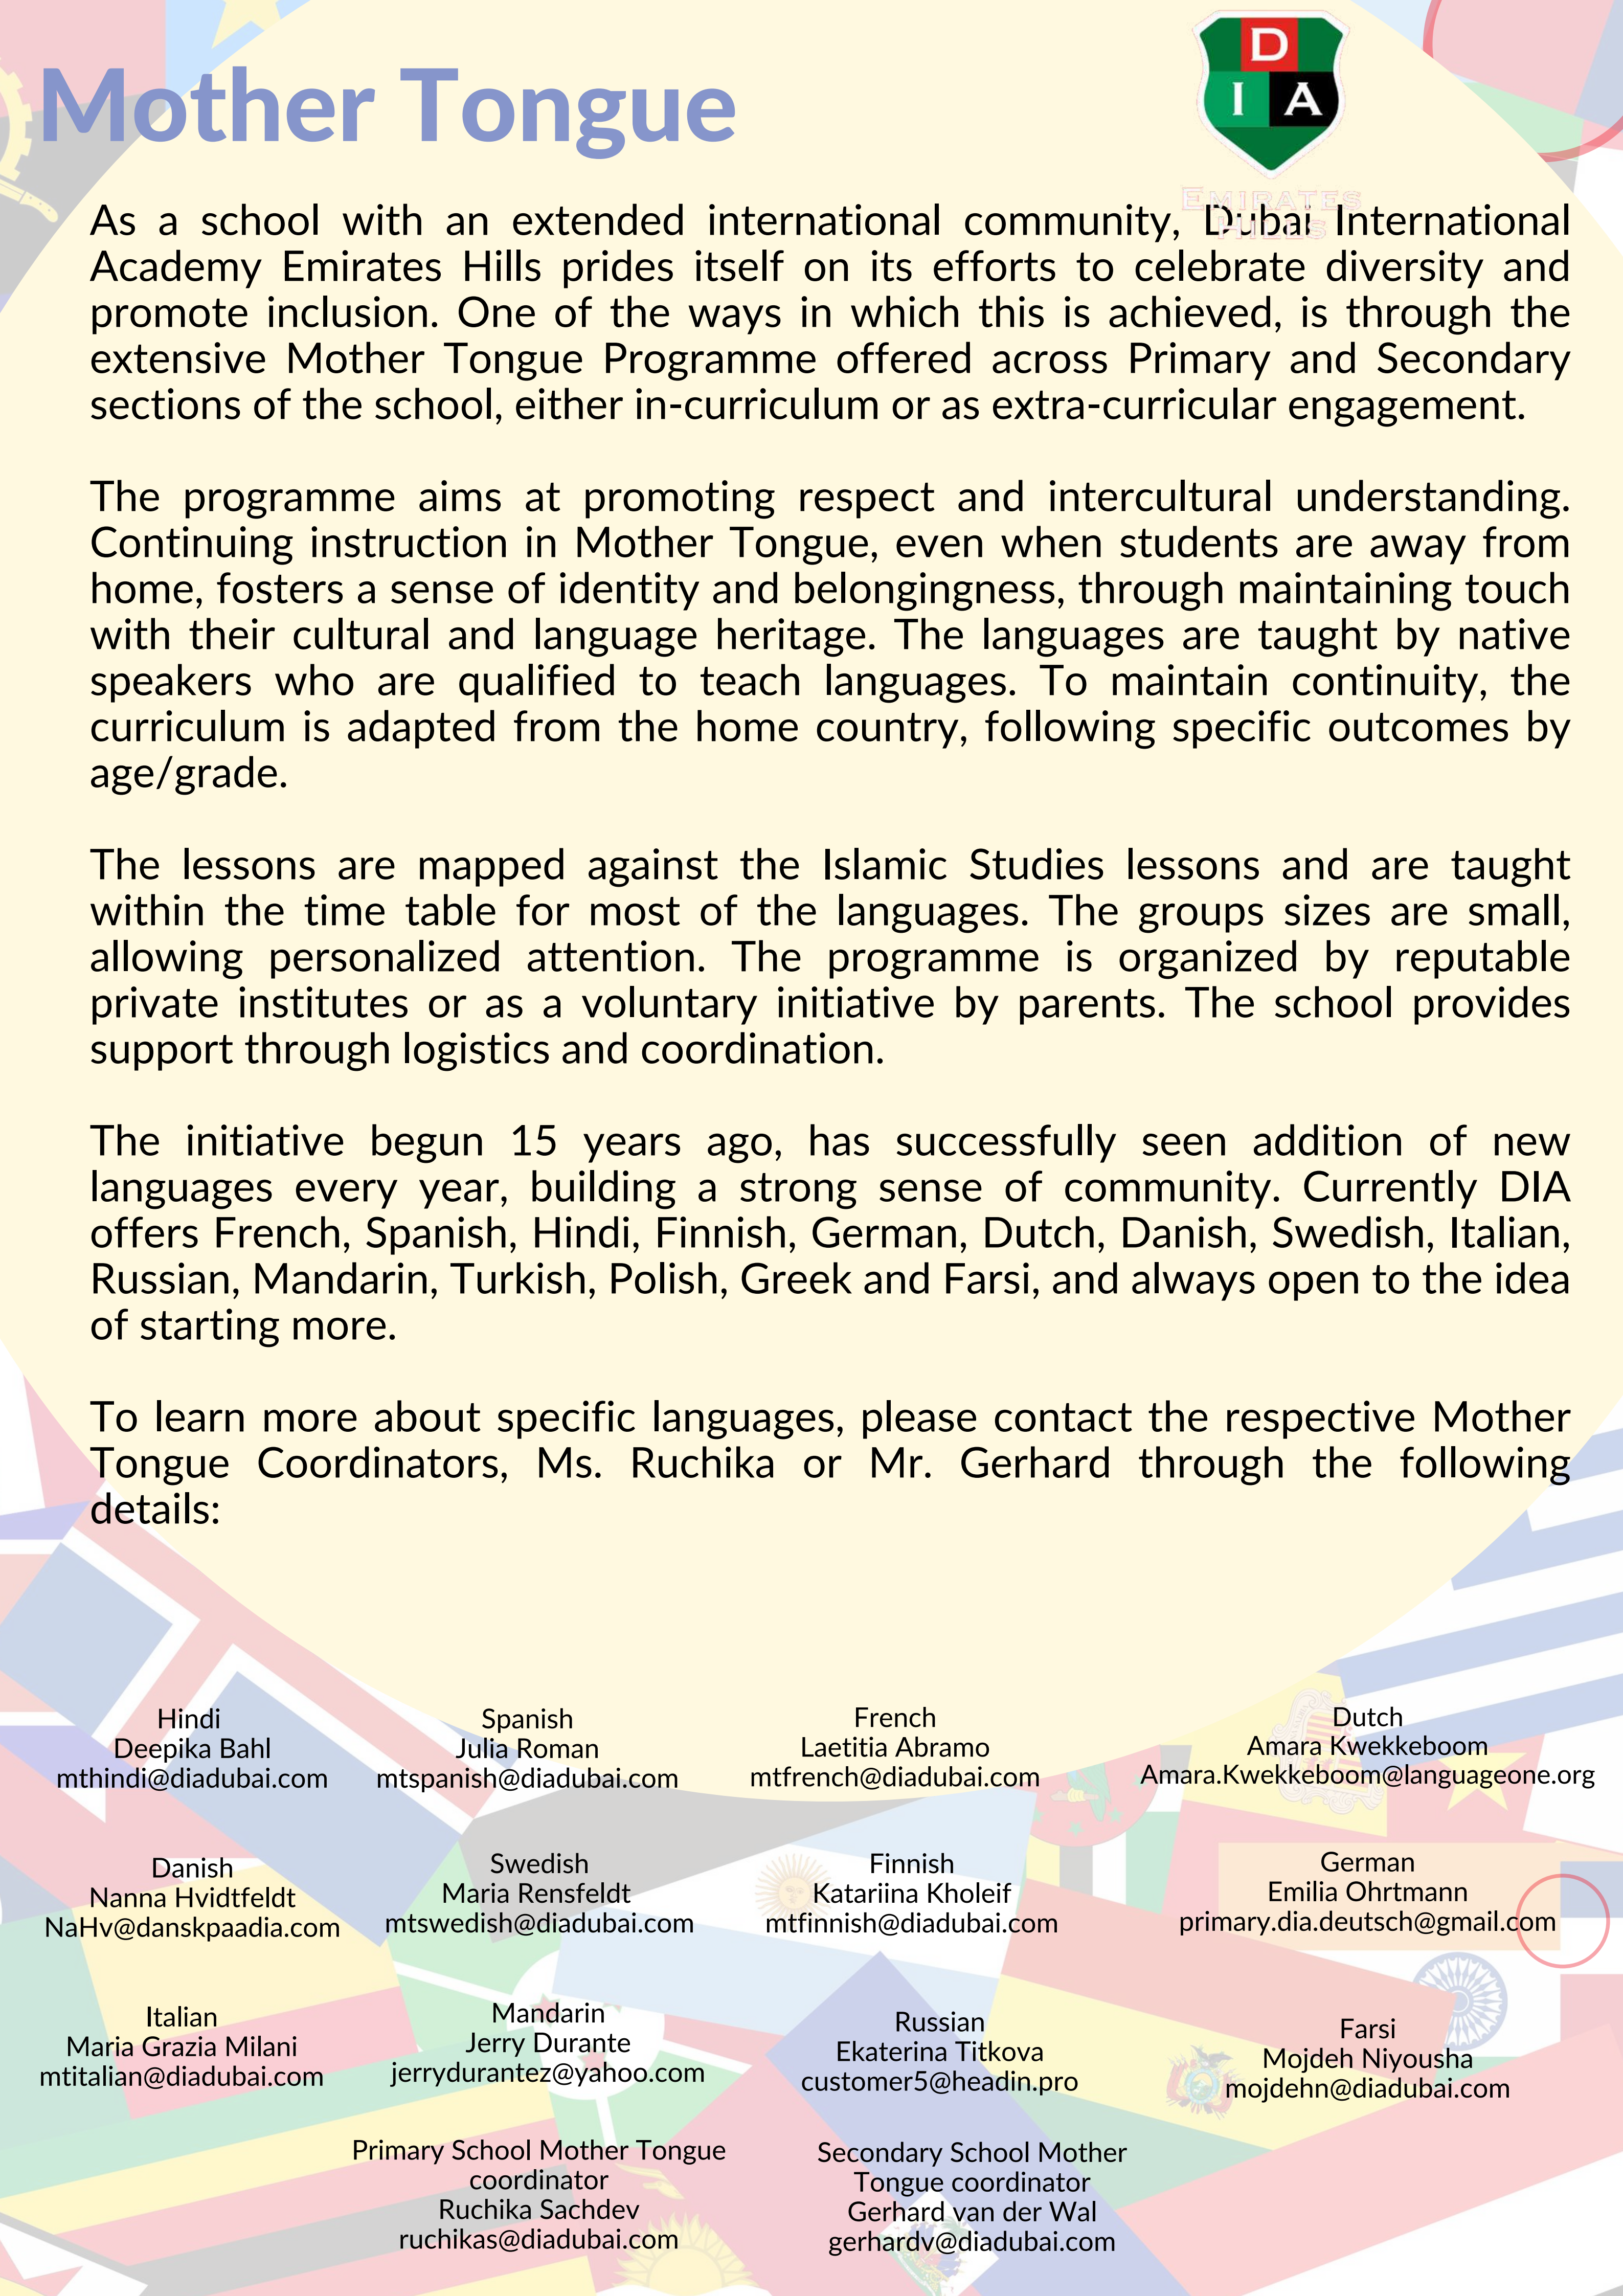 Mother Tongue
D
I A
EMIRATES
HILLS
As a school with an extended international community, Dubai International
Academy Emirates Hills prides itself on its efforts to celebrate diversity and
promote inclusion. One of the ways in which this is achieved, is through the
extensive Mother Tongue Programme offered across Primary and Secondary
sections of the school, either in-curriculum or as extra-curricular engagement.
The programme aims at promoting respect and intercultural understanding.
Continuing instruction in Mother Tongue, even when students are away from
home, fosters a sense of identity and belongingness, through maintaining touch
with their cultural and language heritage. The languages are taught by native
speakers who are qualified to teach languages. To maintain continuity, the
curriculum is adapted from the home country, following specific outcomes by
age/grade.
The lessons are mapped against the Islamic Studies lessons and are taught
within the time table for most of the languages. The groups sizes are small,
allowing personalized attention. The programme is organized by reputable
private institutes or as a voluntary initiative by parents. The school provides
support through logistics and coordination.
The initiative begun 15 years ago, has successfully seen addition of new
languages every year, building a strong sense of community. Currently DIA
offers French, Spanish, Hindi, Finnish, German, Dutch, Danish, Swedish, Italian,
Russian, Mandarin, Turkish, Polish, Greek and Farsi, and always open to the idea
of starting more.
To learn more about specific languages, please contact the respective Mother
Tongue Coordinators, Ms. Ruchika or Mr. Gerhard through the following
details:
Hindi
Deepika Bahl
mthindi@diadubai.com
Spanish
Julia Roman
mtspanish@diadubai.com
French
Laetitia Abramo
mtfrench@diadubai.com
Dutch
Amara Kwekkeboom
Amara.Kwekkeboom@languageone.org
Danish
Nanna Hvidtfeldt
NaHv@danskpaadia.com
Swedish
Maria Rensfeldt
mtswedish@diadubai.com
Finnish
Katariina Kholeif
mtfinnish@diadubai.com
German
Emilia Ohrtmann
primary.dia.deutsch@gmail.com
Italian
Maria Grazia Milani
mtitalian@diadubai.com
Mandarin
Jerry Durante
jerrydurantez@yahoo.com
Russian
Ekaterina Titkova
customer5@headin.pro
Farsi
Mojdeh Niyousha
mojdehn@diadubai.com
Primary School Mother Tongue
coordinator
Ruchika Sachdev
ruchikas@diadubai.com
Secondary School Mother
Tongue coordinator
Gerhard van der Wal
gerhardv@diadubai.com